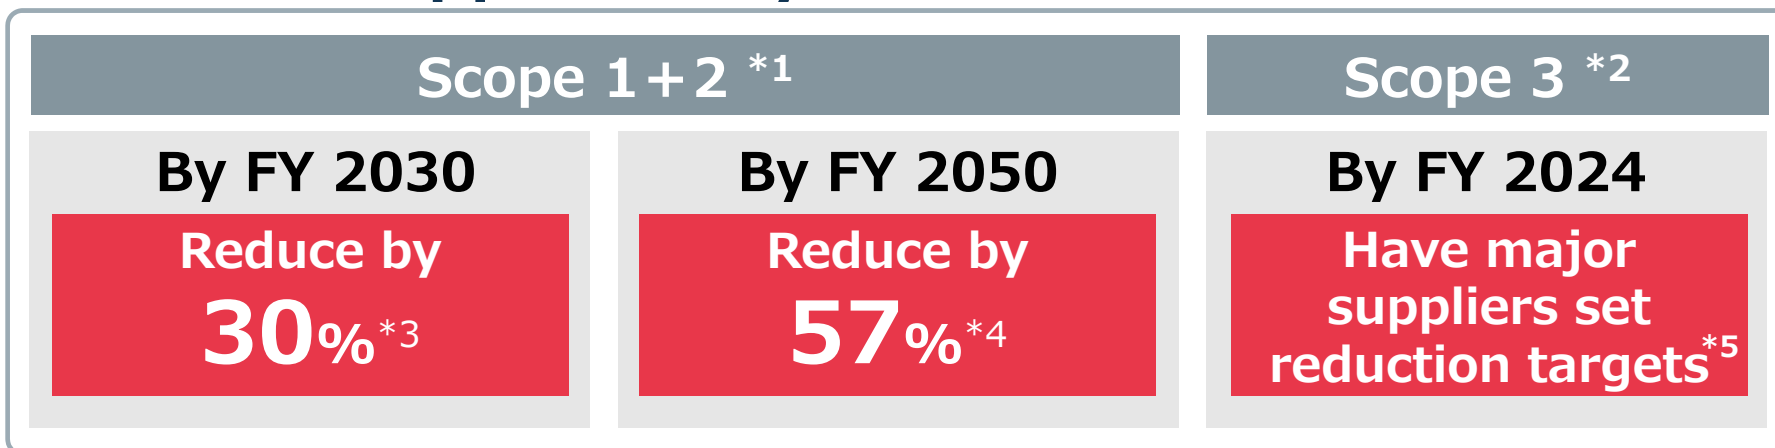 Scope 1+2 *1
Scope 3 *2
By FY 2030
Reduce by
30%*3
By FY 2050
Reduce by
57%*4
By FY 2024
Have major
suppliers set
reduction targets*5